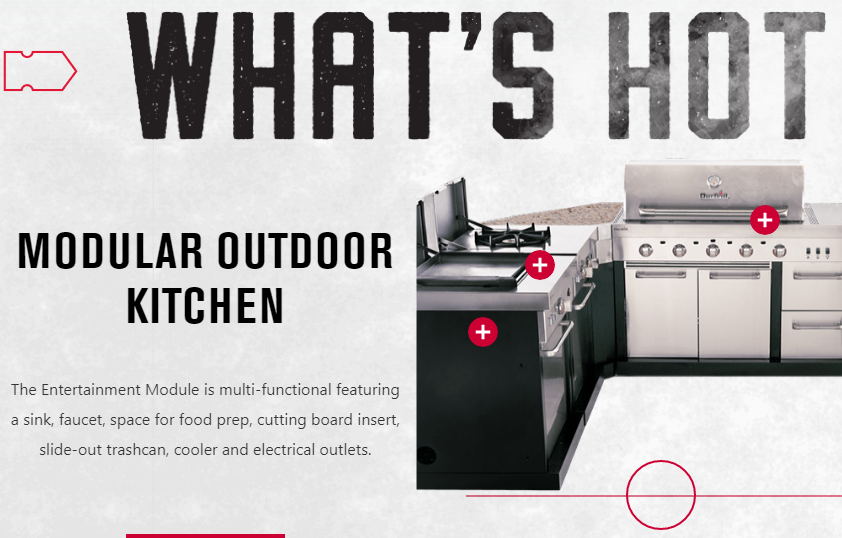 WHAT'S HOT
MODULAR OUTDOOR
KITCHEN
The Entertainment Module is multi-functional featuring
a sink, faucet, space for food prep, cutting board insert,
slide-out trashcan, cooler and electrical outlets.